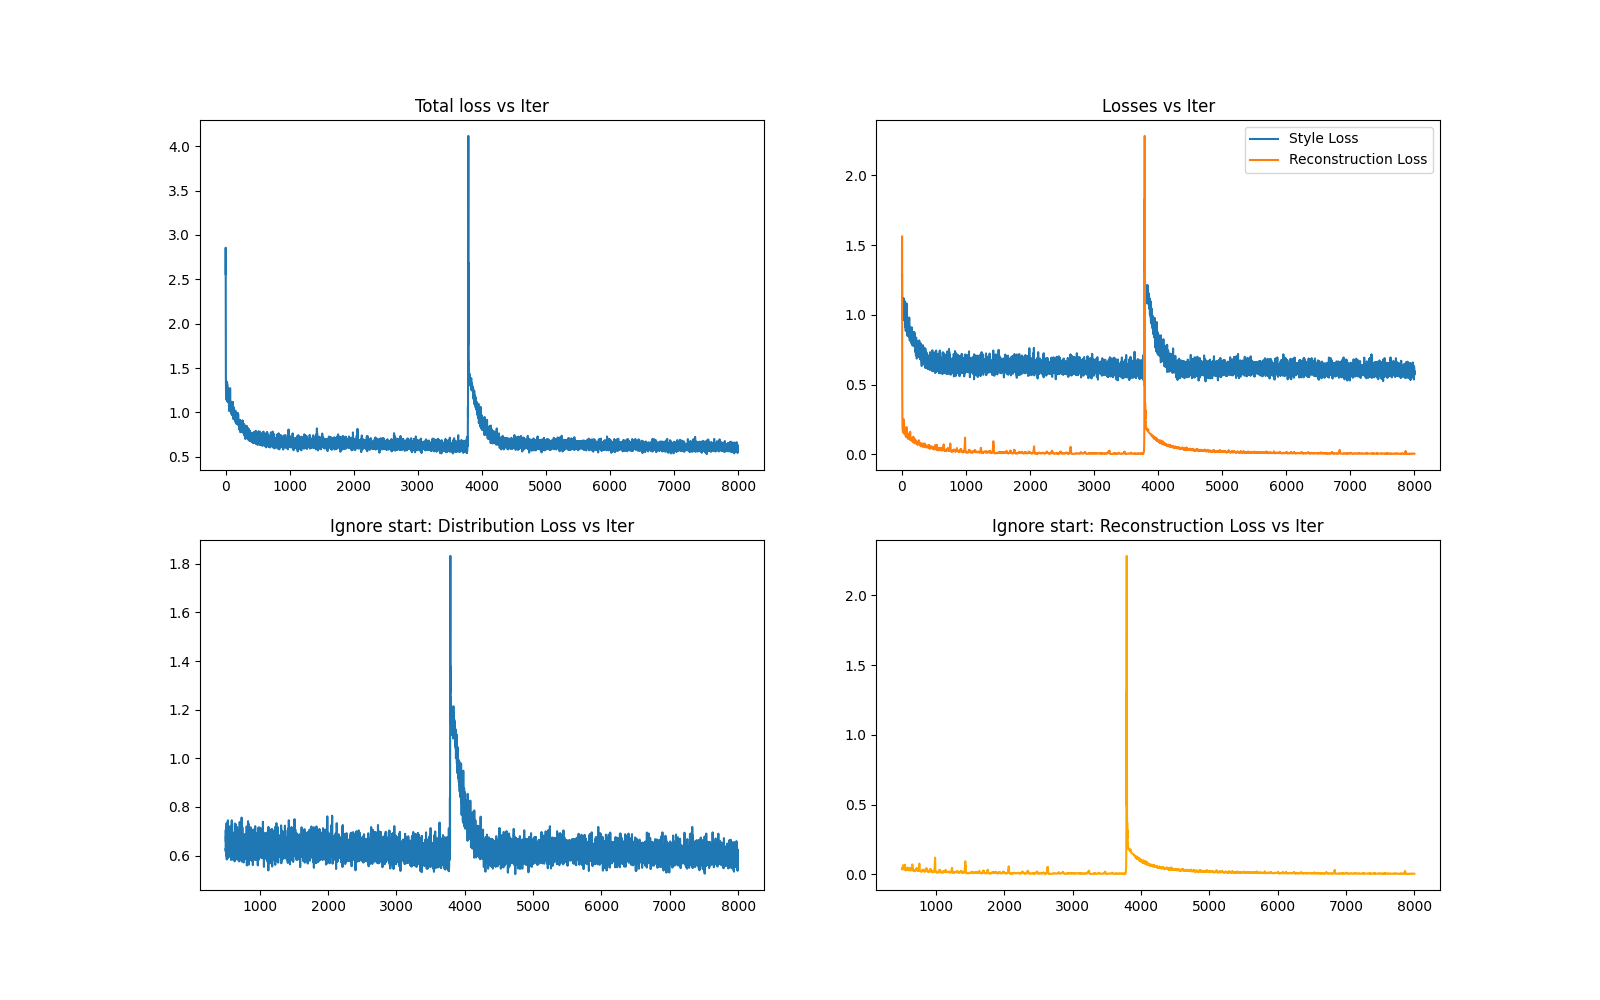 Total loss vs Iter
4.0
3.5
3.0
2.5
2.0
1.5
1.0
0.5
0 1000 2000 3000 4000 5000 6000 7000 8000
Losses vs Iter
Style Loss
Reconstruction Loss
2.0
1.5
1.0
0.5
0.0
0 1000 2000 3000 4000 5000 6000 7000 8000
Ignore start: Distribution Loss vs Iter
1.8
1.6
1.4
1.2
1.0
0.8
0.6
1000 2000 3000 4000 5000 6000 7000 8000
Ignore start: Reconstruction Loss vs Iter
2.0
1.5
1.0
0.5
0.0
1000 2000 3000 4000 5000 6000 7000 8000